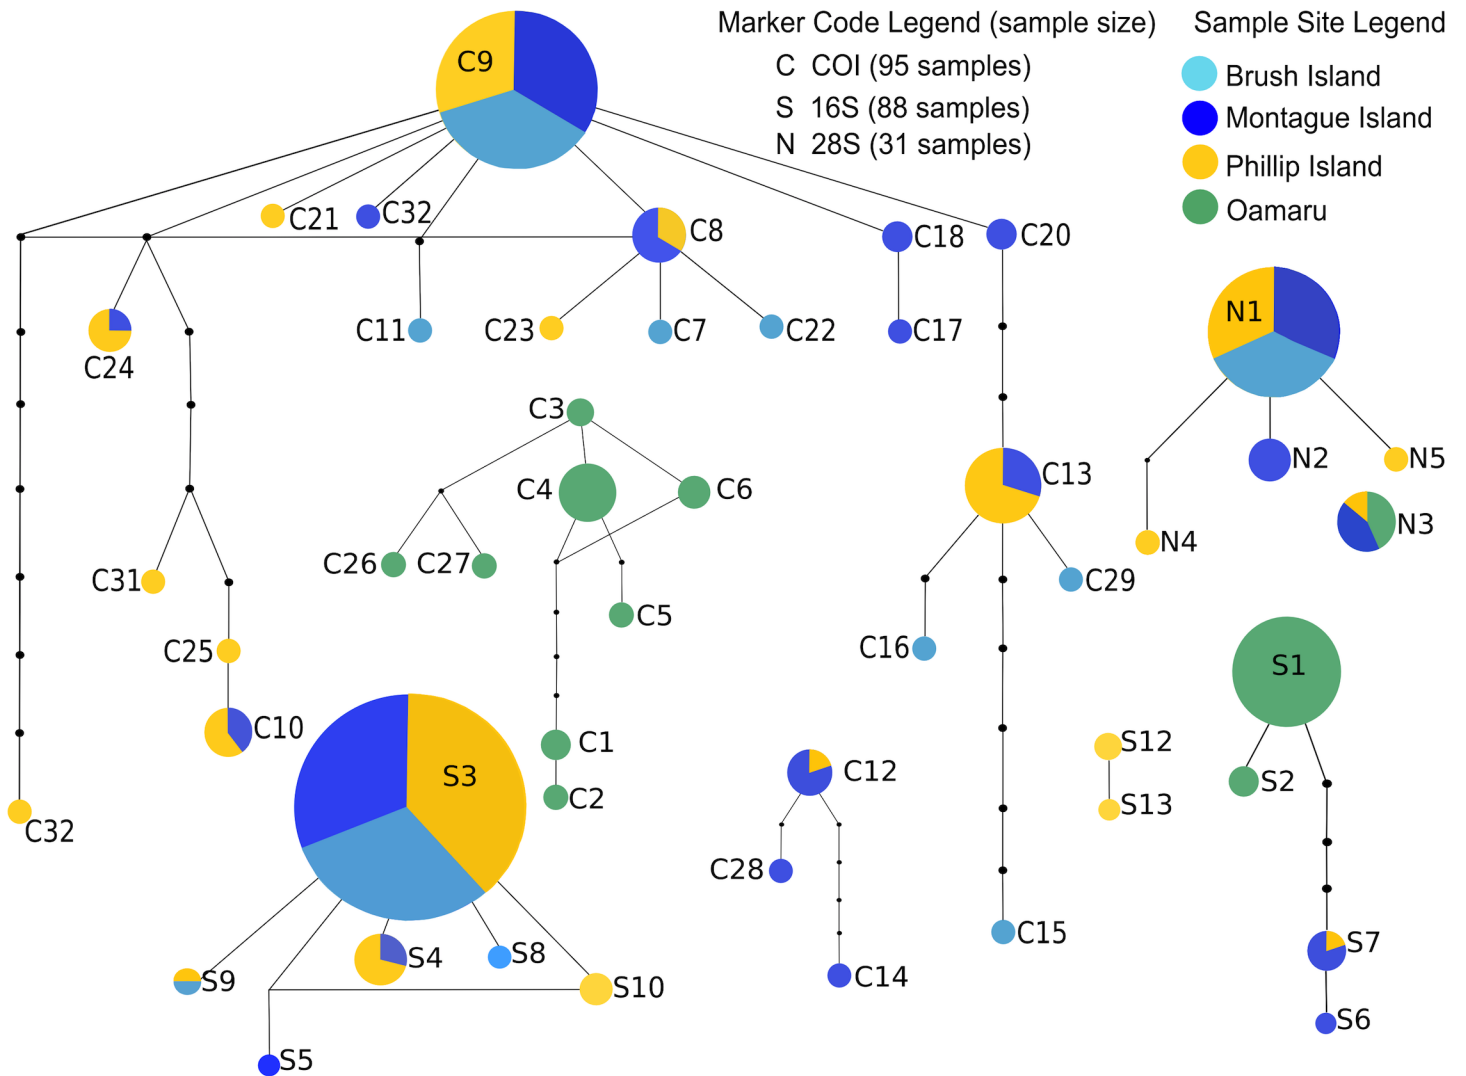 Marker Code Legend (sample size)
C COI (95 samples)
S 16S (88 samples)
N 28S (31 samples)
Sample Site Legend
Brush Island
Montague Island
Phillip Island
Oamaru
C9
C21
C32
C8
C18
C20
C24
C11
C23
C7
C22
C17
N1
N2
N5
N4
N3
C3
C4
C6
C26
C27
C5
C13
C31
C29
C25
C16
C10
C1
C2
C32
S3
C12
C28
C14
C15
S12
S13
S1
S2
S7
S6
S9
S4
S8
S10
S5